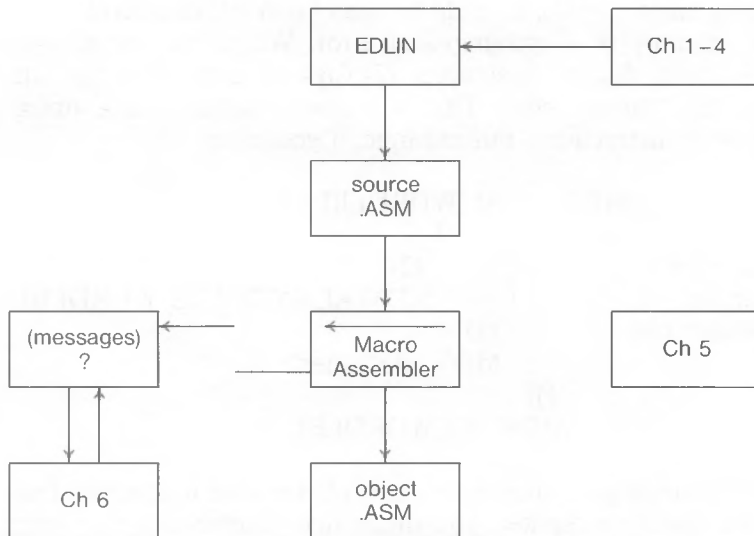 EDLIN
Ch 1–4
source
.ASM
(messages)
?
Macro
Assembler
Ch 5
Ch 6
object
.ASM